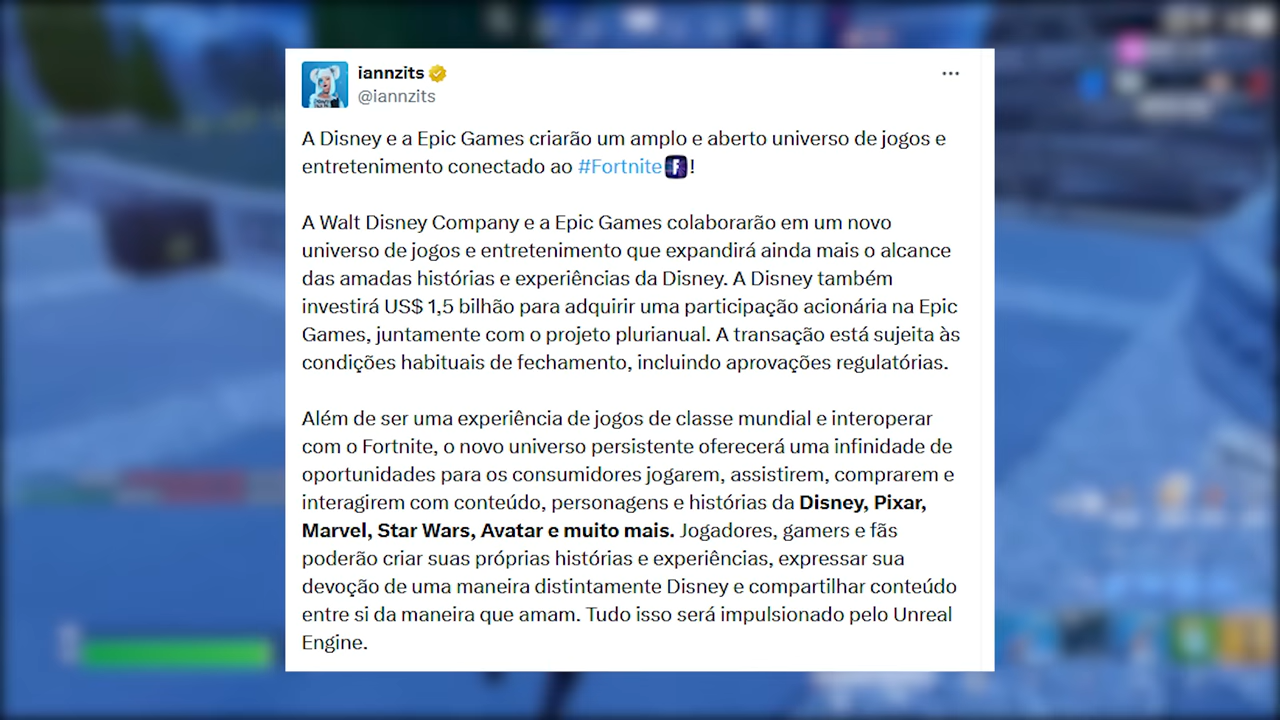 iannzits
@iannzits
A Disney e a Epic Games criarão um amplo e aberto universo de jogos e
entretenimento conectado ao #Fortnite!
A Walt Disney Company e a Epic Games colaborarão em um novo
universo de jogos e entretenimento que expandirá ainda mais o alcance
das amadas histórias e experiências da Disney. A Disney também
investirá US$ 1,5 bilhão para adquirir uma participação acionária na Epic
Games, juntamente com o projeto plurianual. A transação está sujeita às
condições habituais de fechamento, incluindo aprovações regulatórias.
Além de ser uma experiência de jogos de classe mundial e interoperar
com o Fortnite, o novo universo persistente oferecerá uma infinidade de
oportunidades para os consumidores jogarem, assistirem, comprarem e
interagirem com conteúdo, personagens e histórias da Disney, Pixar,
Marvel, Star Wars, Avatar e muito mais. Jogadores, gamers e fãs
poderão criar suas próprias histórias e experiências, expressar sua
devoção de uma maneira distintamente Disney e compartilhar conteúdo
entre si da maneira que amam. Tudo isso será impulsionado pelo Unreal
Engine.